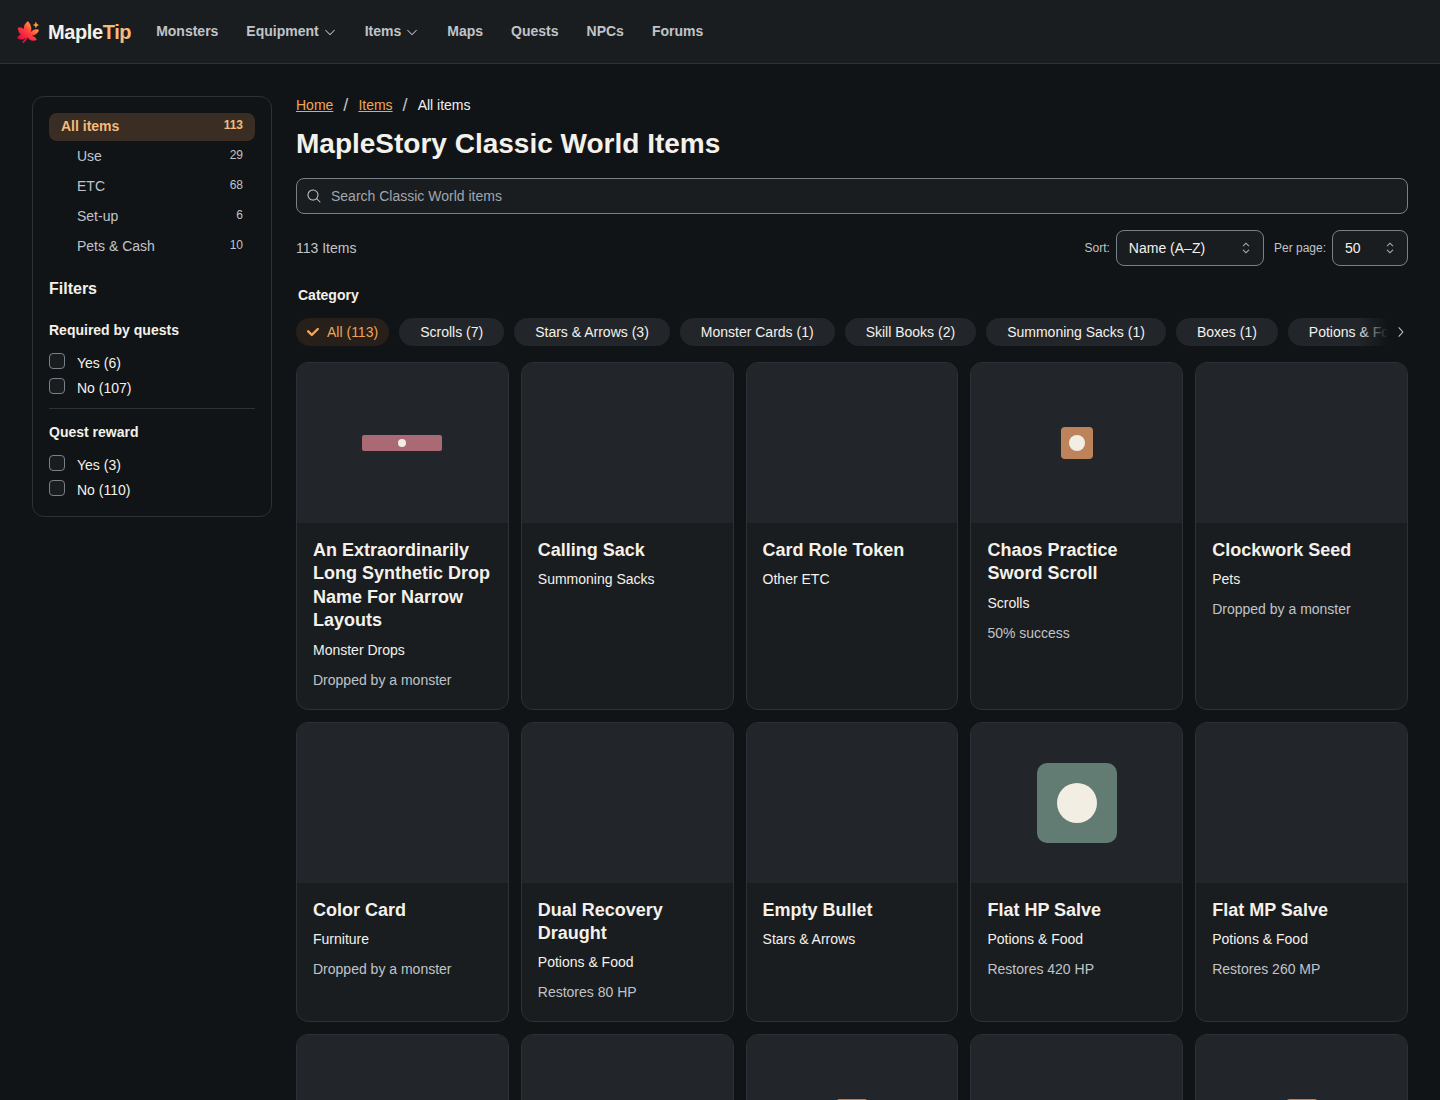 MapleTip
Monsters
Equipment
Items
Maps
Quests
NPCs
Forums
All items 113
Use 29
ETC 68
Set-up 6
Pets & Cash 10
Filters
Required by quests
Yes (6)
No (107)
Quest reward
Yes (3)
No (110)
Home / Items / All items
MapleStory Classic World Items
Search Classic World items
113 Items
Sort: Name (A–Z)
Per page: 50
Category
All (113)
Scrolls (7)
Stars & Arrows (3)
Monster Cards (1)
Skill Books (2)
Summoning Sacks (1)
Boxes (1)
Potions &
An Extraordinarily
Long Synthetic Drop
Name For Narrow
Layouts
Monster Drops
Dropped by a monster
Calling Sack
Summoning Sacks
Card Role Token
Other ETC
Chaos Practice
Sword Scroll
Scrolls
50% success
Clockwork Seed
Pets
Dropped by a monster
Color Card
Furniture
Dropped by a monster
Dual Recovery
Draught
Potions & Food
Restores 80 HP
Empty Bullet
Stars & Arrows
Flat HP Salve
Potions & Food
Restores 420 HP
Flat MP Salve
Potions & Food
Restores 260 MP